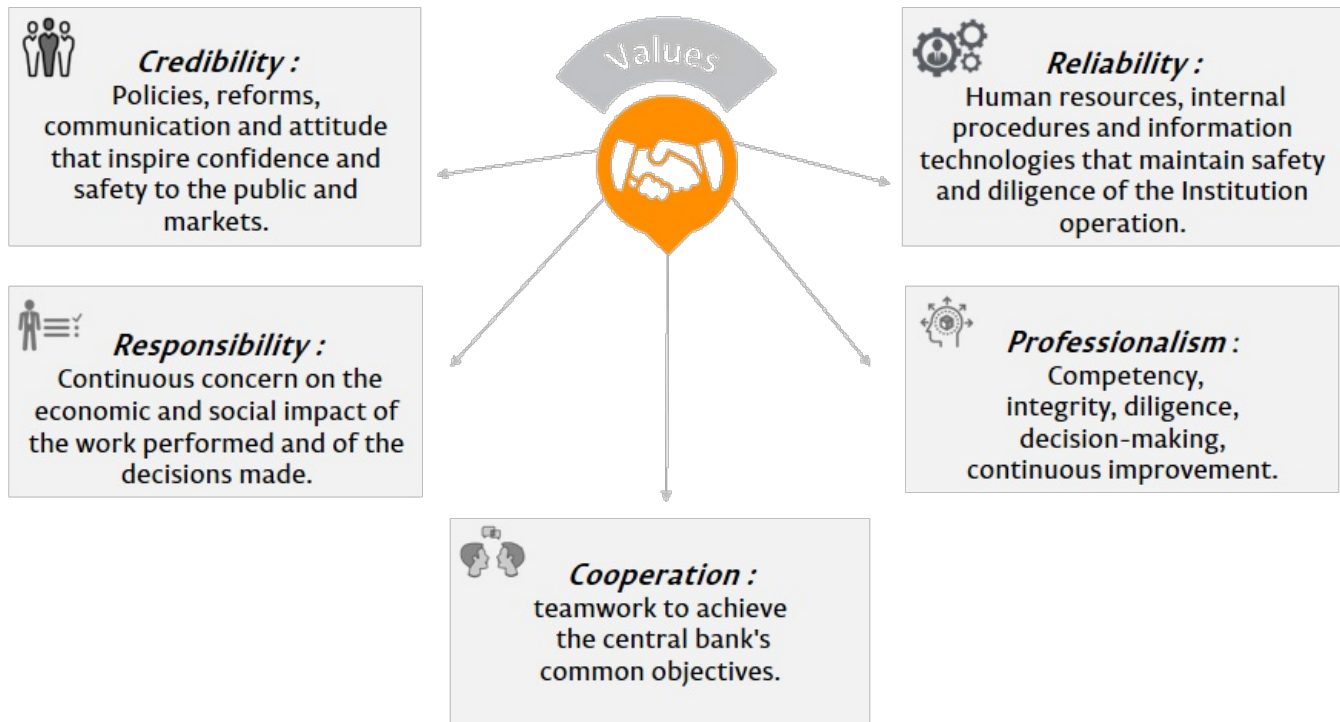 Values
Credibility :
Policies, reforms,
communication and attitude
that inspire confidence and
safety to the public and
markets.
Reliability :
Human resources, internal
procedures and information
technologies that maintain safety
and diligence of the Institution
operation.
Responsibility :
Continuous concern on the
economic and social impact of
the work performed and of the
decisions made.
Professionalism :
Competency,
integrity, diligence,
decision-making,
continuous improvement.
Cooperation :
teamwork to achieve
the central bank's
common objectives.